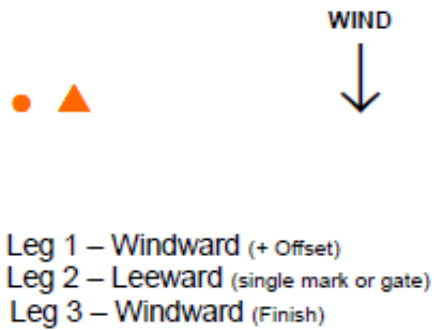 WIND
Leg 1 – Windward (+ Offset)
Leg 2 – Leeward (single mark or gate)
Leg 3 – Windward (Finish)